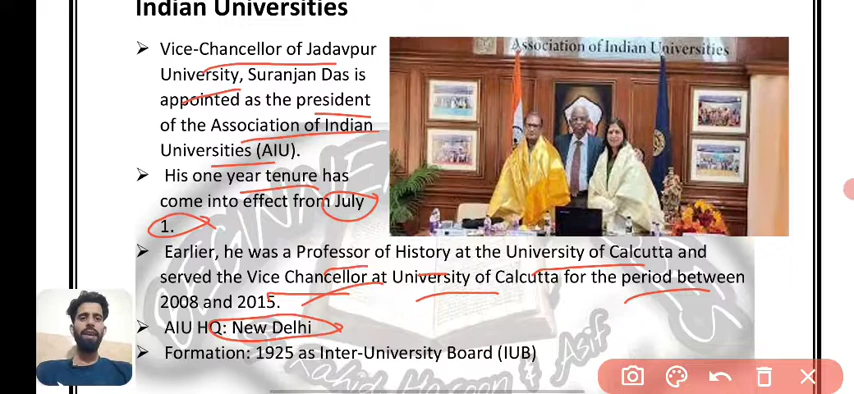 Indian Universities
➢ Vice-Chancellor of Jadavpur
University, Suranjan Das is
appointed as the president
of the Association of Indian
Universities (AIU).
➢ His one year tenure has
come into effect from July
1.
Association of Indian Universities
➢ Earlier, he was a Professor of History at the University of Calcutta and
served the Vice Chancellor at University of Calcutta for the period between
2008 and 2015.
➢ AIU HQ: New Delhi
➢ Formation: 1925 as Inter-University Board (IUB)
Rahid Haroon & Asif